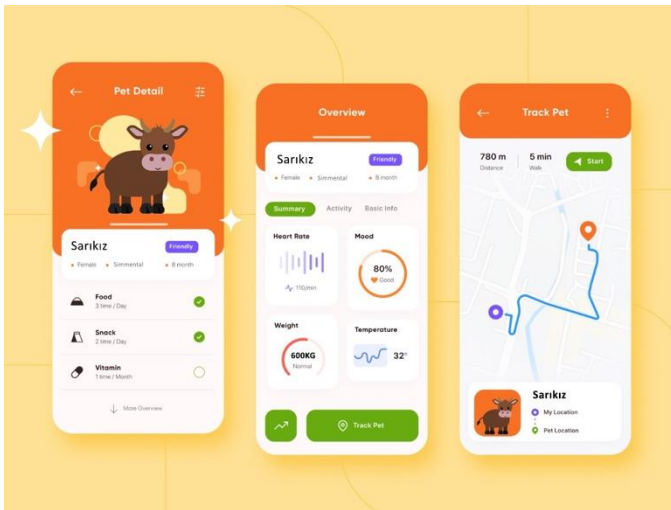 Pet Detail
Sarıkız
Friendly
Female
Simmental
8 month
Food
3 time / Day
Snack
2 time / Day
Vitamin
1 time / Month
More Overview
Overview
Sarıkız
Friendly
Female
Simmental
8 month
Summary
Activity
Basic Info
Heart Rate
110/min
Mood
80%
Good
Weight
600KG
Normal
Temperature
32°
Track Pet
Track Pet
780 m
Distance
5 min
Walk
Start
Sarıkız
My Location
Pet Location